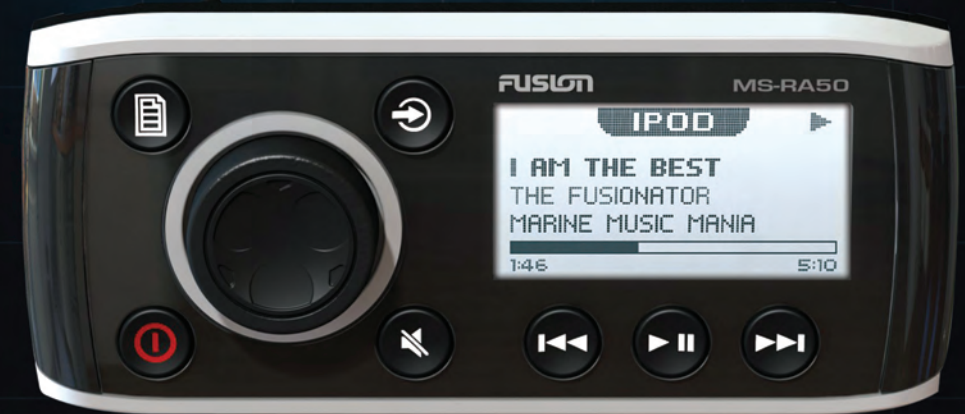 FUSION
MS-RA50
IPOD
I AM THE BEST
THE FUSIONATOR
MARINE MUSIC MANIA
1:46
5:10